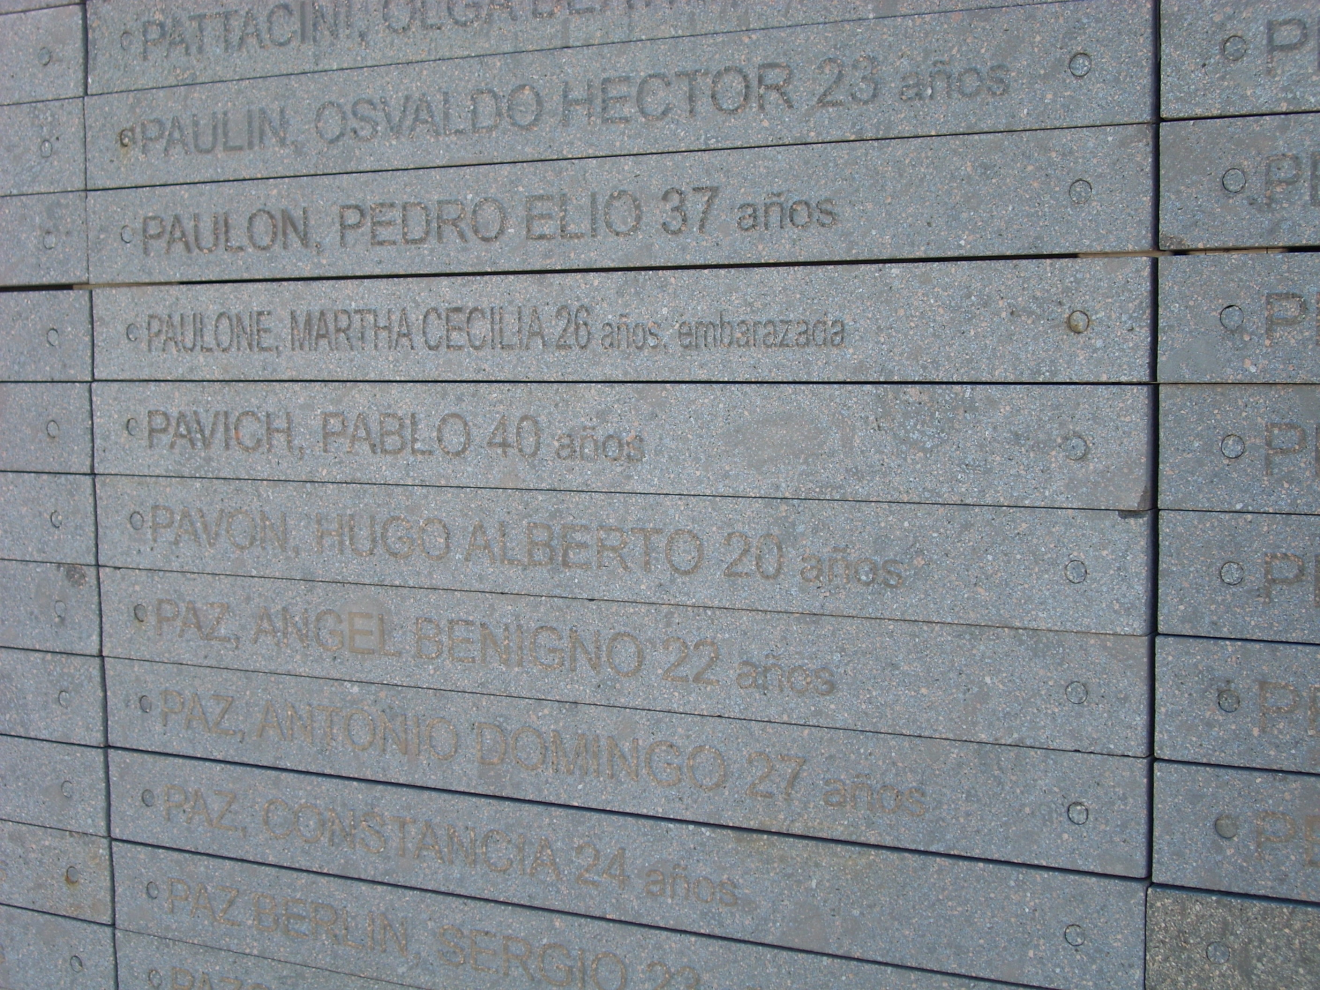 PATTACINI, OLGA
PAULIN, OSVALDO HECTOR 23 años
PAULON, PEDRO ELIO 37 años
PAULONE, MARTHA CECILIA 26 años, embarazada
PAVICH, PABLO 40 años
PAVON, HUGO ALBERTO 20 años
PAZ, ANGEL BENIGNO 22 años
PAZ, ANTONIO DOMINGO 27 años
PAZ, CONSTANCIA 24 años
PAZ BERLIN, SERGIO